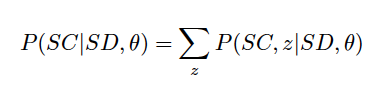 P(SC|SD, θ) = ∑_z P(SC, z|SD, θ)